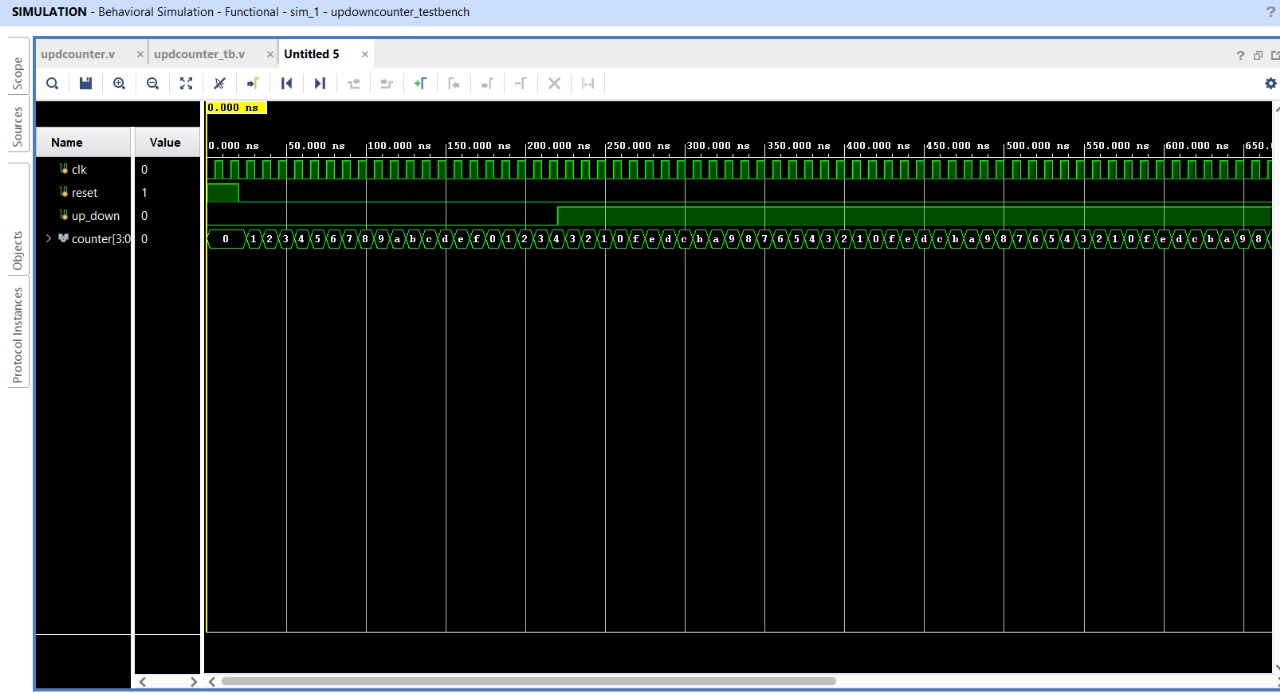 SIMULATION - Behavioral Simulation - Functional - sim_1 - updowncounter_testbench
?
updcounter.v × updcounter_tb.v × Untitled 5 ×
?
Scope
Sources
Objects
Protocol Instances
0.000 ns
Name Value
0.000 ns 50.000 ns 100.000 ns 150.000 ns 200.000 ns 250.000 ns 300.000 ns 350.000 ns 400.000 ns 450.000 ns 500.000 ns 550.000 ns 600.000 ns 650.
clk 0
reset 1
up_down 0
counter[3:0 0 0 1 2 3 4 5 6 7 8 9 a b c d e f 0 1 2 3 4 3 2 1 0 f e d c b a 9 8 7 6 5 4 3 2 1 0 f e d c b a 9 8 7 6 5 4 3 2 1 0 f e d c b a 9 8